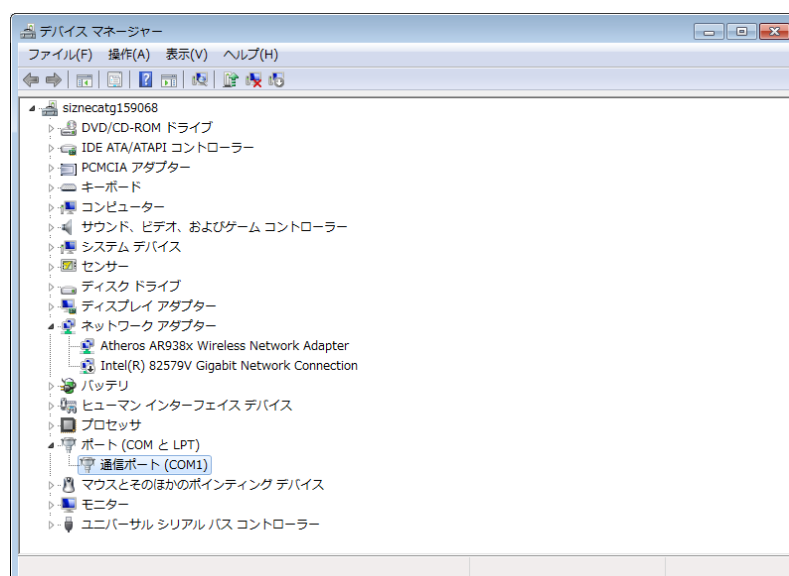 デバイス マネージャー
ファイル(F) 操作(A) 表示(V) ヘルプ(H)
siznecatg159068
DVD/CD-ROM ドライブ
IDE ATA/ATAPI コントローラー
PCMCIA アダプター
キーボード
コンピューター
サウンド、ビデオ、およびゲーム コントローラー
システム デバイス
センサー
ディスク ドライブ
ディスプレイ アダプター
ネットワーク アダプター
Atheros AR938x Wireless Network Adapter
Intel(R) 82579V Gigabit Network Connection
バッテリ
ヒューマン インターフェイス デバイス
プロセッサ
ポート (COM と LPT)
通信ポート (COM1)
マウスとそのほかのポインティング デバイス
モニター
ユニバーサル シリアル バス コントローラー